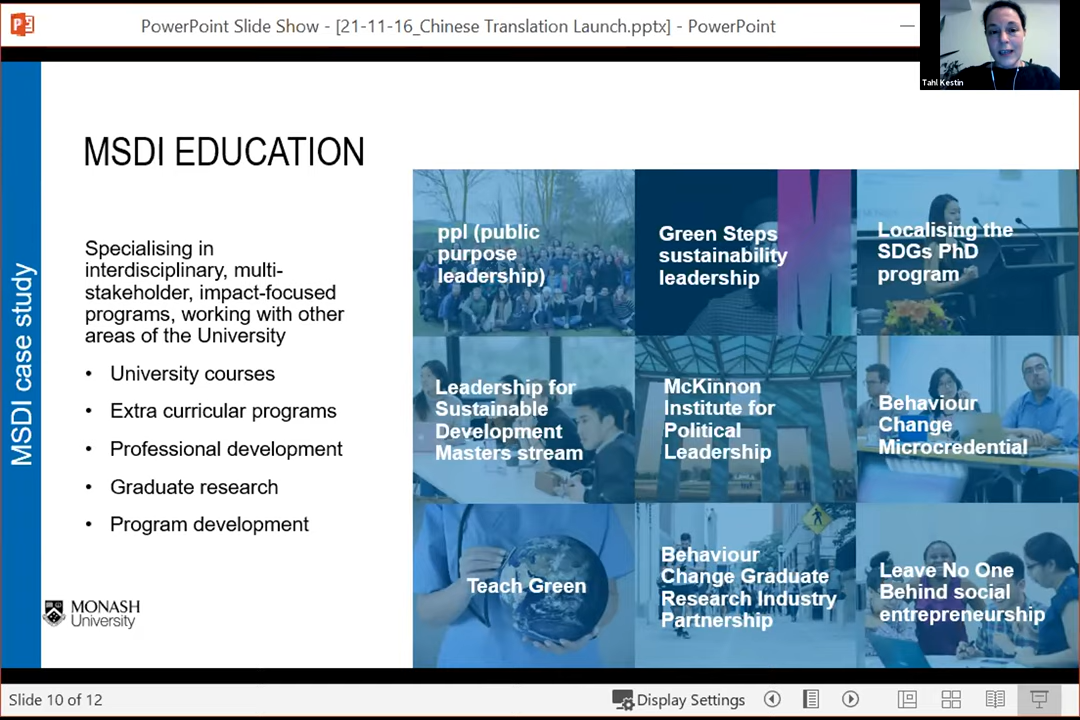 PowerPoint Slide Show - [21-11-16_Chinese Translation Launch.pptx] - PowerPoint
Tahl Kestin
MSDI case study
MSDI EDUCATION
Specialising in
interdisciplinary, multi-
stakeholder, impact-focused
programs, working with other
areas of the University
• University courses
• Extra curricular programs
• Professional development
• Graduate research
• Program development
MONASH
University
ppl (public
purpose
leadership)
Green Steps
sustainability
leadership
Localising the
SDGs PhD
program
Leadership for
Sustainable
Development
Masters stream
McKinnon
Institute for
Political
Leadership
Behaviour
Change
Microcredential
Teach Green
Behaviour
Change Graduate
Research Industry
Partnership
Leave No One
Behind social
entrepreneurship
Slide 10 of 12
Display Settings